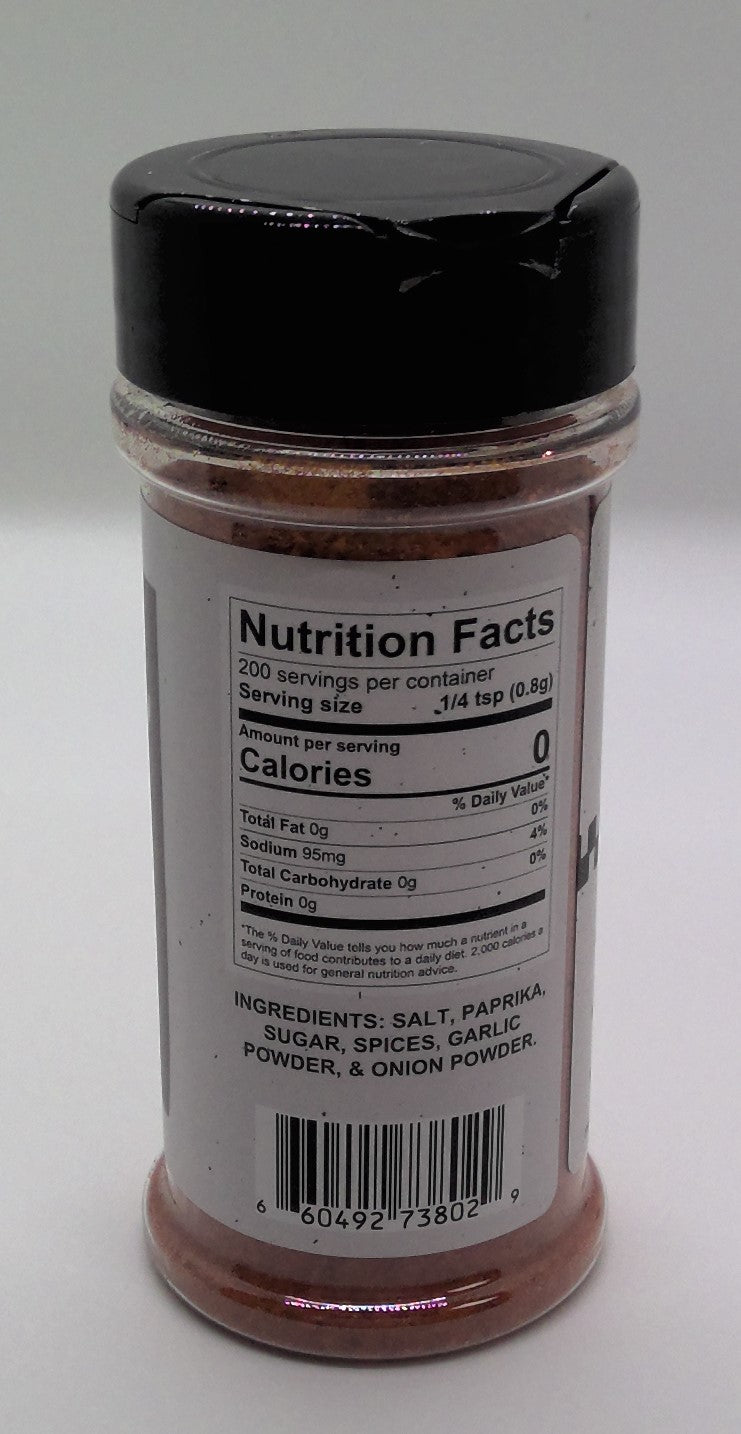 Nutrition Facts
200 servings per container
Serving size 1/4 tsp (0.8g)
Amount per serving
Calories 0
% Daily Value*
Total Fat 0g 0%
Sodium 95mg 4%
Total Carbohydrate 0g 0%
Protein 0g
*The % Daily Value tells you how much a nutrient in a
serving of food contributes to a daily diet. 2,000 calories a
day is used for general nutrition advice.
INGREDIENTS: SALT, PAPRIKA,
SUGAR, SPICES, GARLIC
POWDER, & ONION POWDER.
6 60492 73802 9